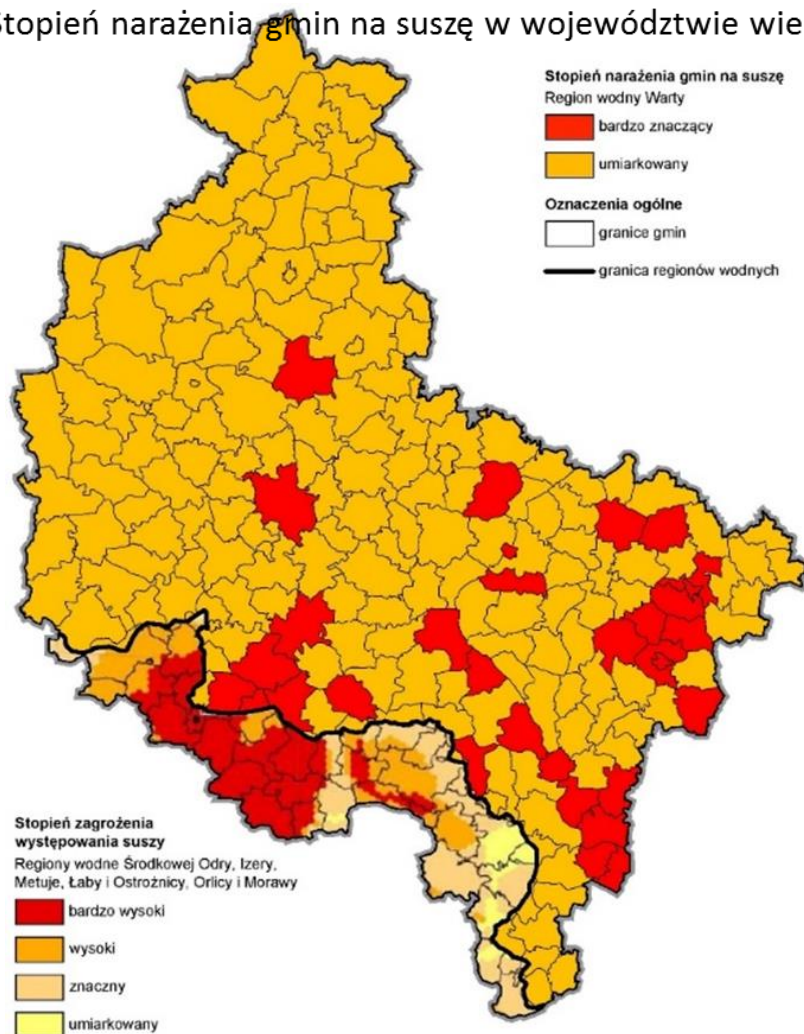 Stopień narażenia gmin na suszę w województwie wie
Stopień narażenia gmin na suszę
Region wodny Warty
bardzo znaczący
umiarkowany
Oznaczenia ogólne
granice gmin
granica regionów wodnych
Stopień zagrożenia
występowania suszy
Regiony wodne Środkowej Odry, Izery,
Metuje, Łaby i Ostrożnicy, Orlicy i Morawy
bardzo wysoki
wysoki
znaczny
umiarkowany